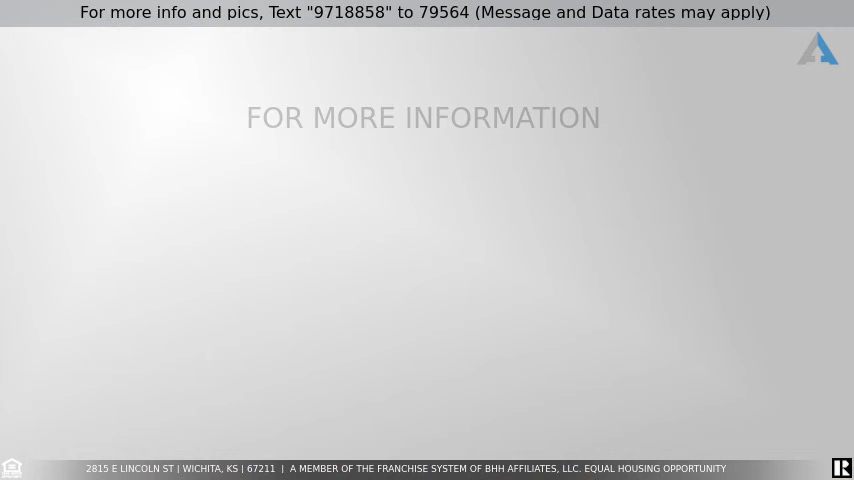 For more info and pics, Text "9718858" to 79564 (Message and Data rates may apply)
FOR MORE INFORMATION
2815 E LINCOLN ST | WICHITA, KS | 67211 | A MEMBER OF THE FRANCHISE SYSTEM OF BHH AFFILIATES, LLC. EQUAL HOUSING OPPORTUNITY